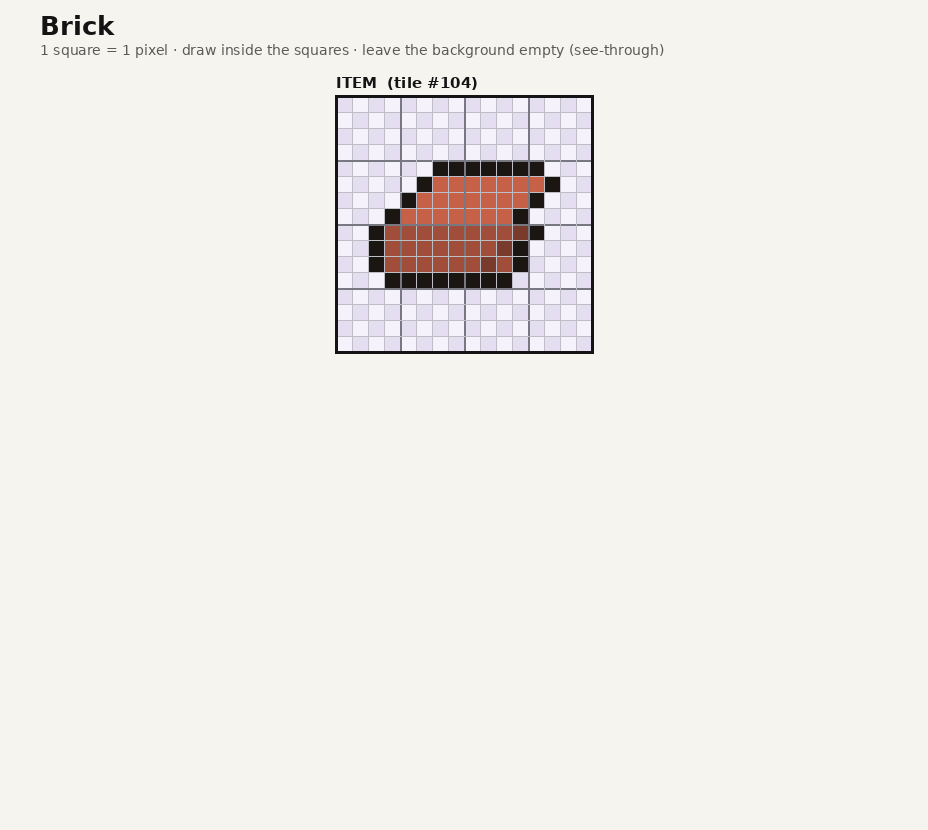 Brick
1 square = 1 pixel · draw inside the squares · leave the background empty (see-through)
ITEM (tile #104)